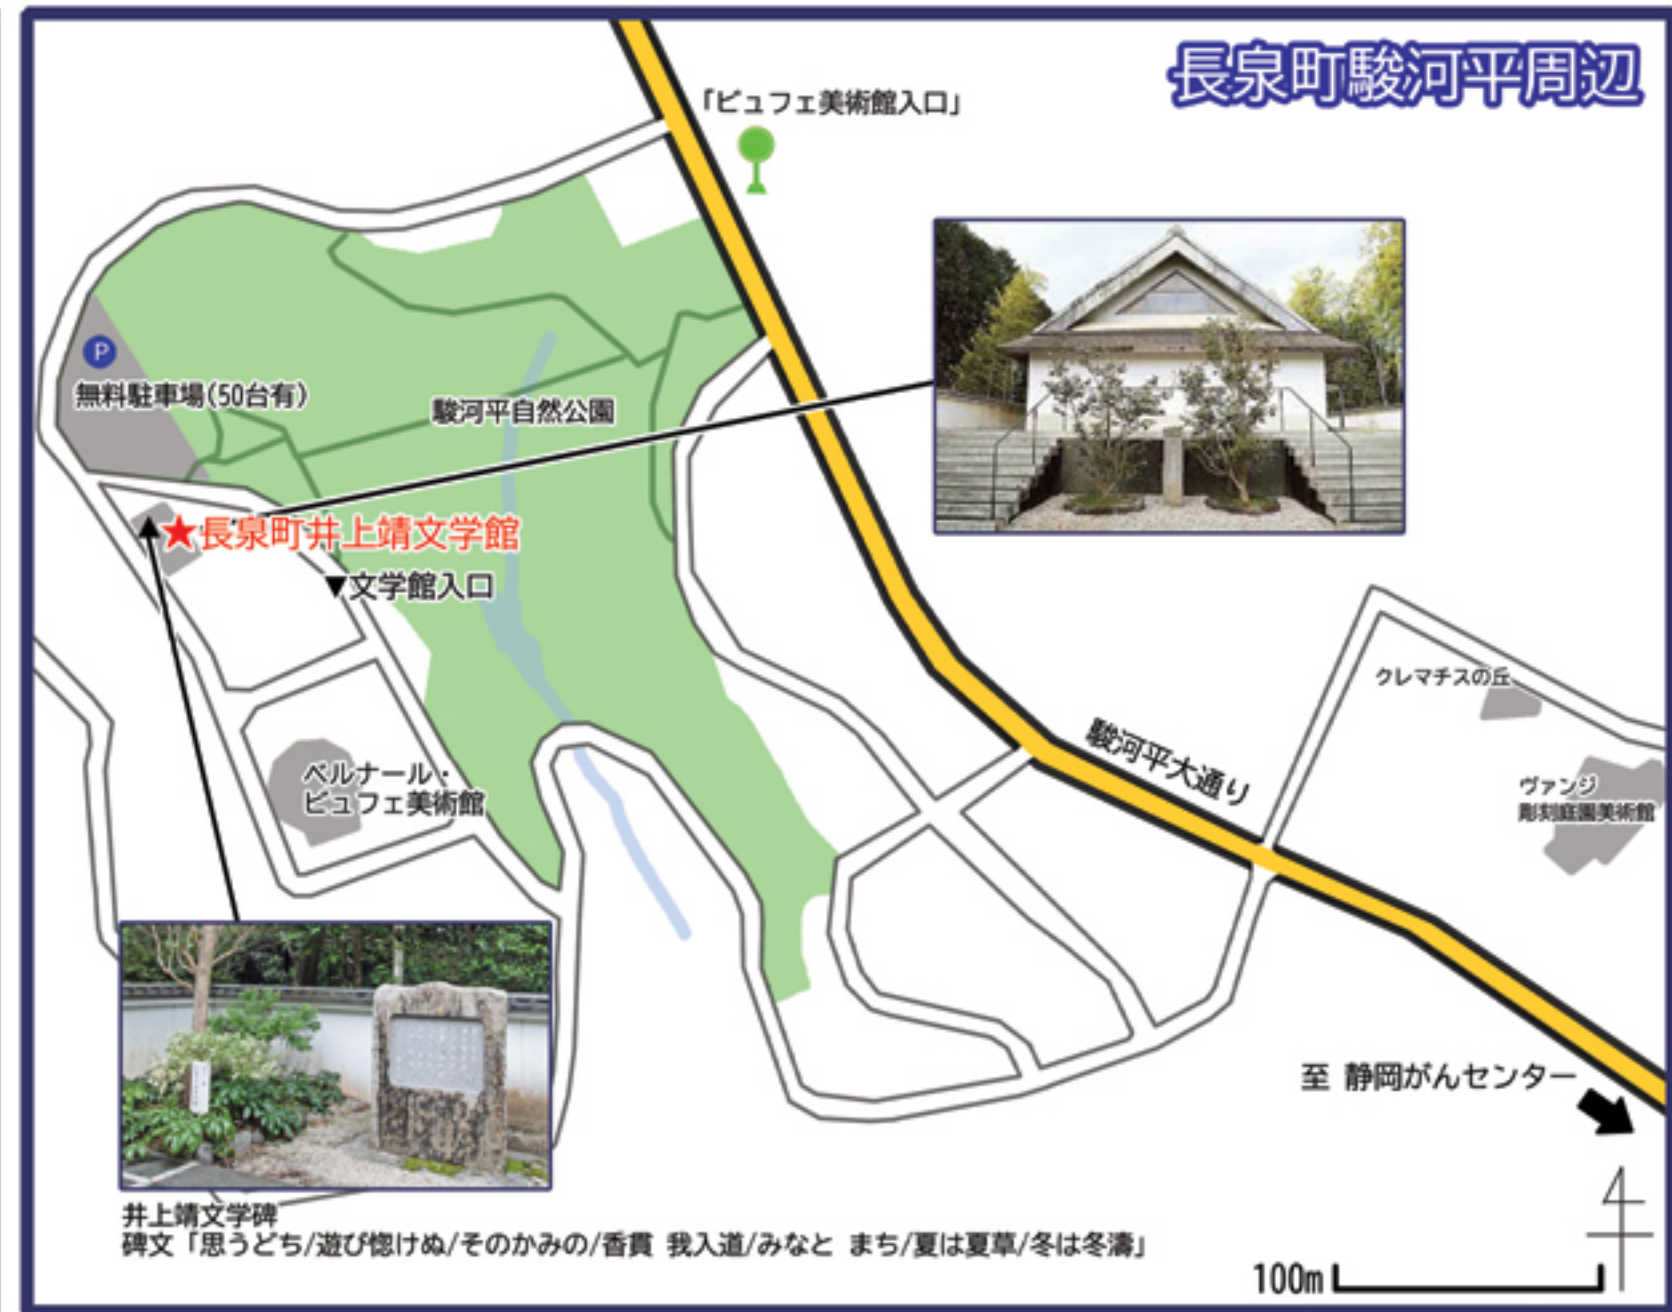 長泉町駿河平周辺
「ビュフェ美術館入口」
P
無料駐車場(50台有)
駿河平自然公園
★長泉町井上靖文学館
▼文学館入口
クレマチスの丘
駿河平大通り
ベルナール・
ビュフェ美術館
ヴァンジ
彫刻庭園美術館
至 静岡がんセンター
井上靖文学碑
碑文「思うどち/遊び惚けぬ/そのかみの/香貫 我入道/みなと まち/夏は夏草/冬は冬濤」
100m